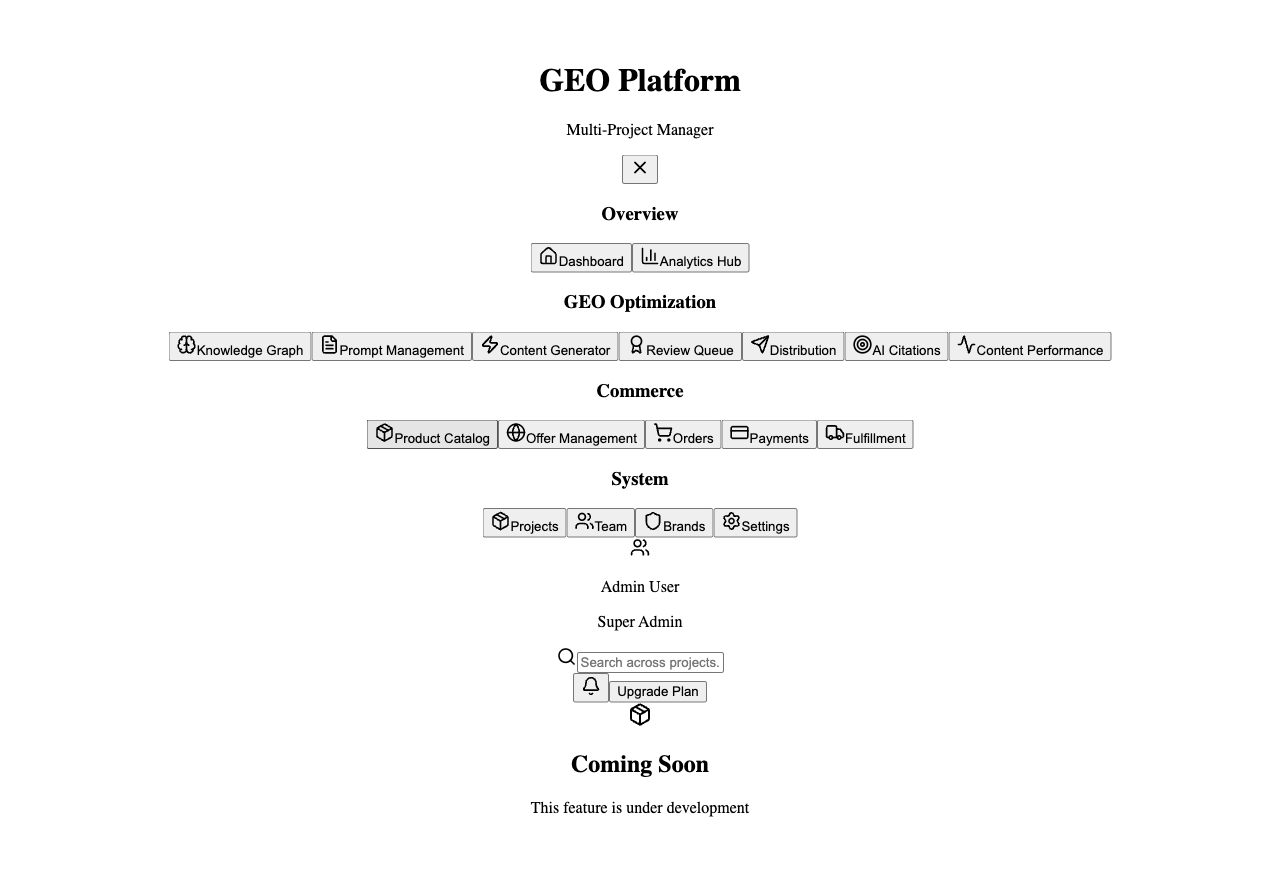 GEO Platform
Multi-Project Manager
Overview
Dashboard Analytics Hub
GEO Optimization
Knowledge Graph Prompt Management Content Generator Review Queue Distribution AI Citations Content Performance
Commerce
Product Catalog Offer Management Orders Payments Fulfillment
System
Projects Team Brands Settings
Admin User
Super Admin
Search across projects.
Upgrade Plan
Coming Soon
This feature is under development